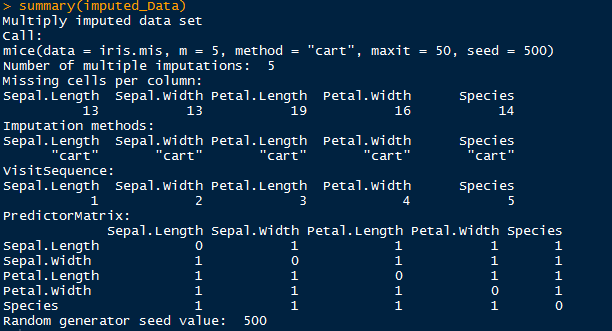 > summary(imputed_Data)
Multiply imputed data set
Call:
mice(data = iris.mis, m = 5, method = "cart", maxit = 50, seed = 500)
Number of multiple imputations:  5
Missing cells per column:
Sepal.Length  Sepal.Width Petal.Length  Petal.Width      Species
          13           13           19           16           14
Imputation methods:
Sepal.Length  Sepal.Width Petal.Length  Petal.Width      Species
      "cart"       "cart"       "cart"       "cart"       "cart"
VisitSequence:
Sepal.Length  Sepal.Width Petal.Length  Petal.Width      Species
           1            2            3            4            5
PredictorMatrix:
             Sepal.Length Sepal.Width Petal.Length Petal.Width Species
Sepal.Length            0           1            1           1       1
Sepal.Width             1           0            1           1       1
Petal.Length            1           1            0           1       1
Petal.Width             1           1            1           0       1
Species                 1           1            1           1       0
Random generator seed value:  500